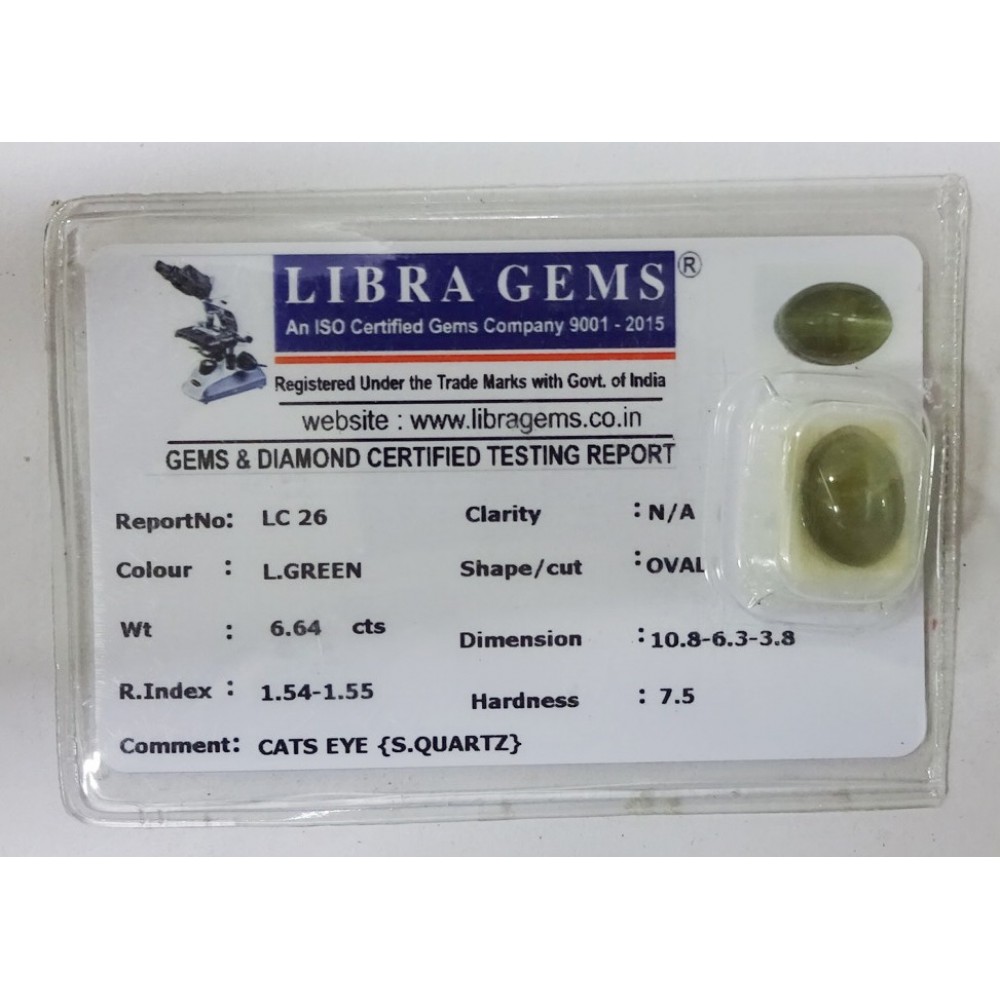 LIBRA GEMS ®
An ISO Certified Gems Company 9001 - 2015
Registered Under the Trade Marks with Govt. of India
website : www.libragems.co.in
GEMS & DIAMOND CERTIFIED TESTING REPORT
ReportNo: LC 26 Clarity : N/A
Colour : L.GREEN Shape/cut : OVAL
Wt : 6.64 cts Dimension : 10.8-6.3-3.8
R.Index : 1.54-1.55 Hardness : 7.5
Comment: CATS EYE {S.QUARTZ}